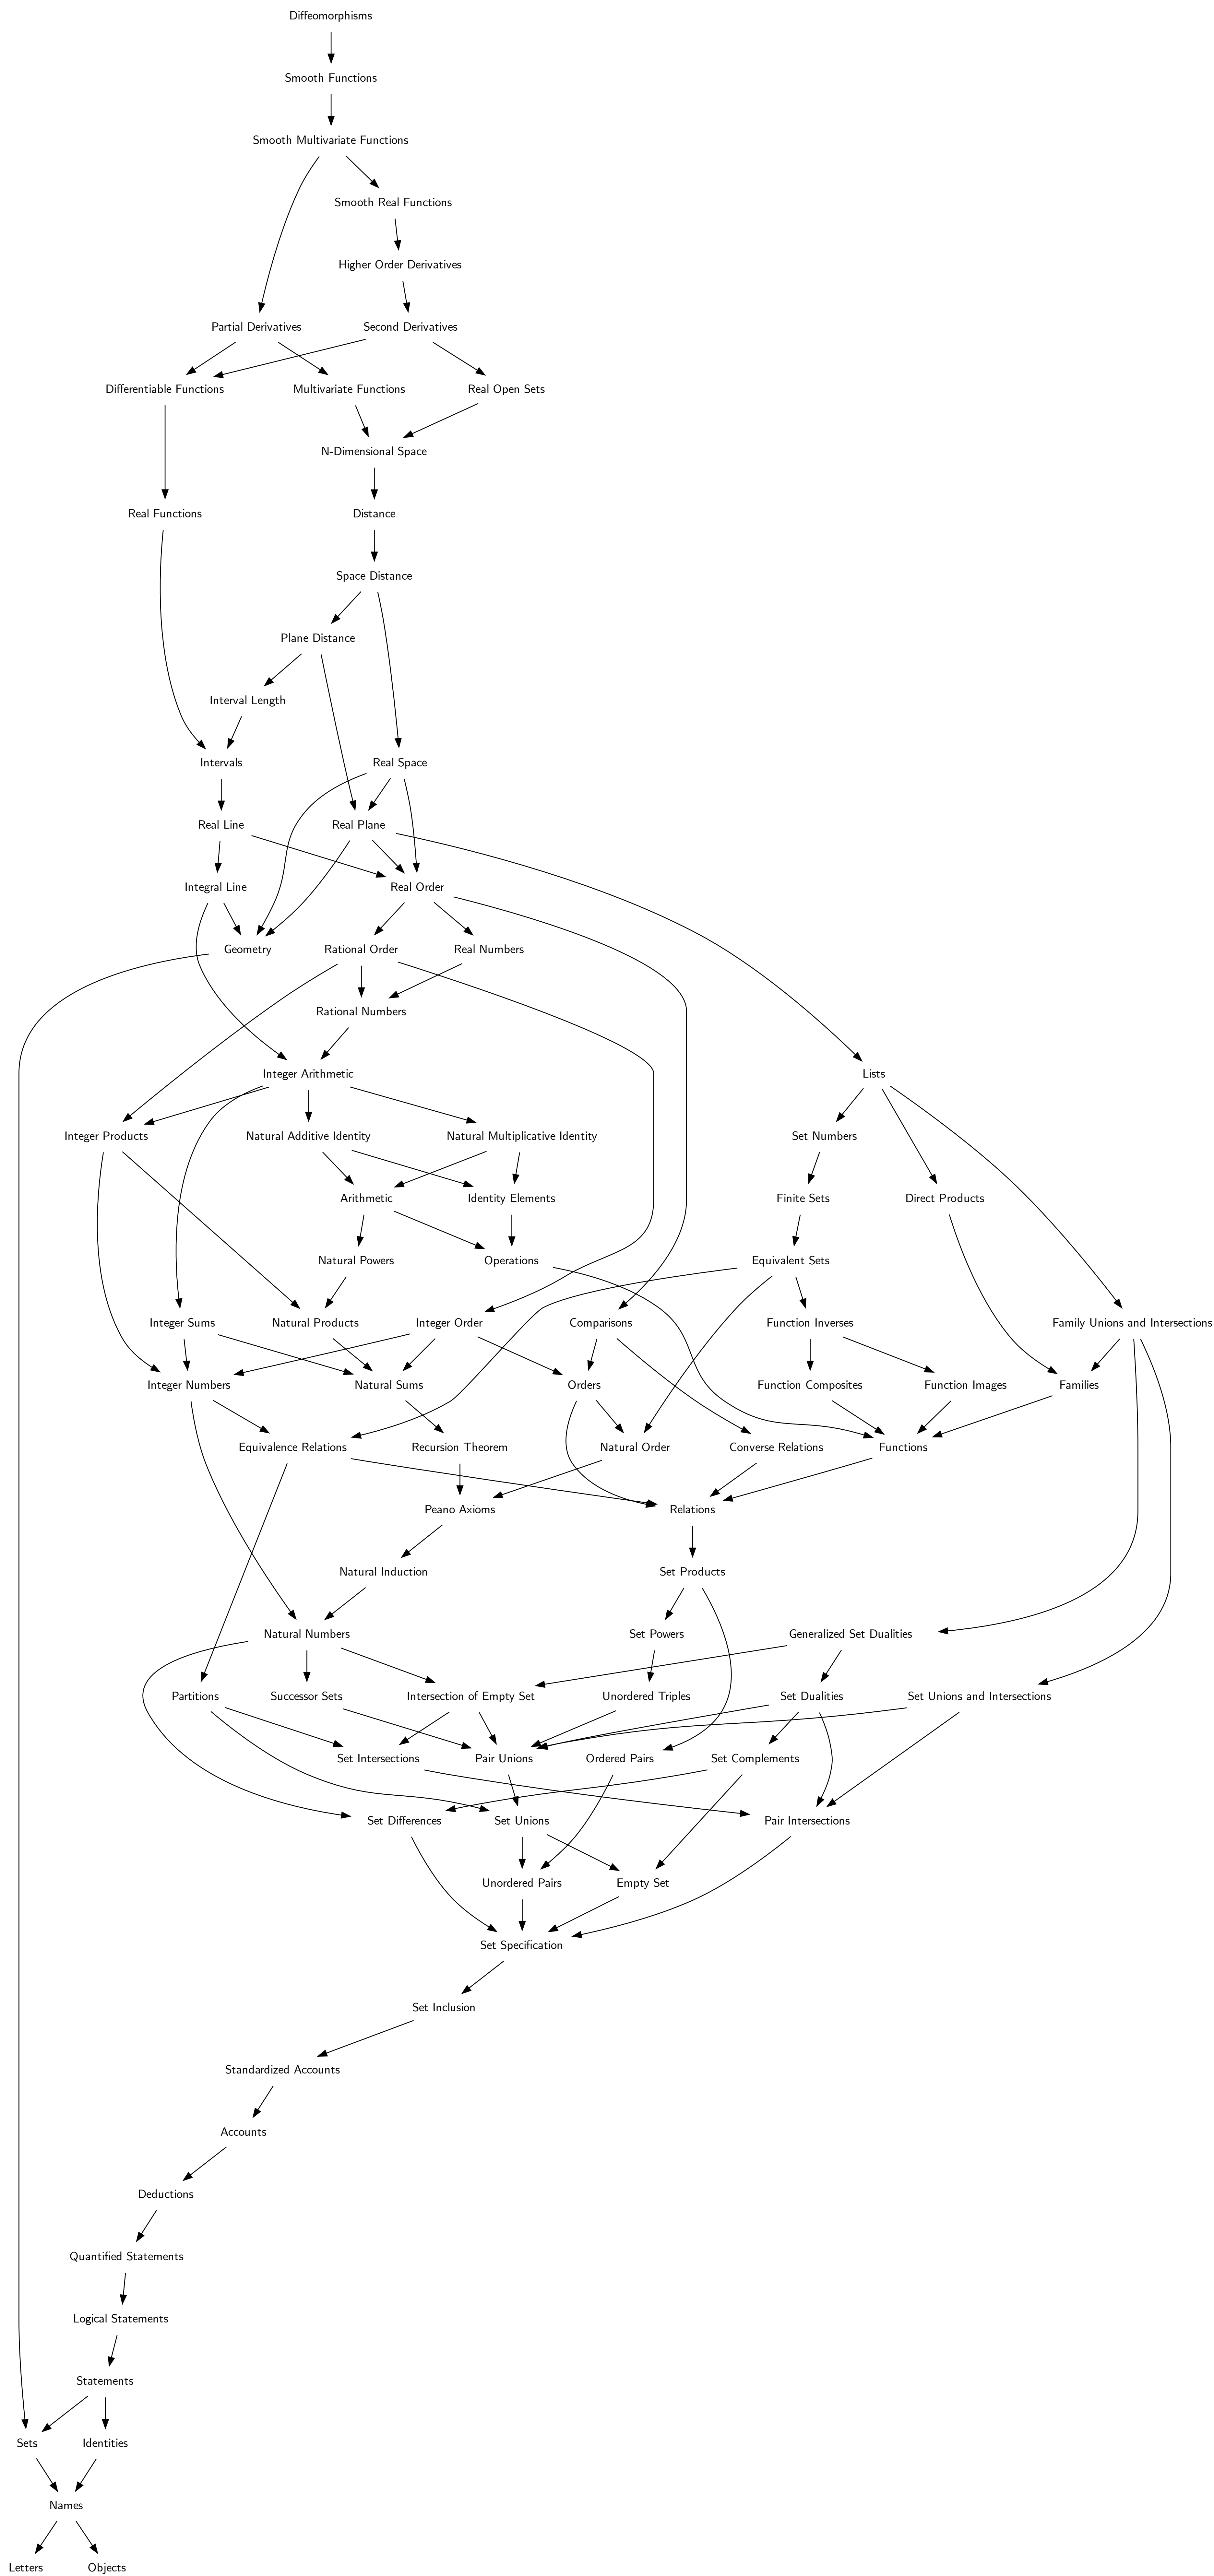 Diffeomorphisms
Smooth Functions
Smooth Multivariate Functions
Smooth Real Functions
Higher Order Derivatives
Partial Derivatives
Second Derivatives
Differentiable Functions
Multivariate Functions
Real Open Sets
N-Dimensional Space
Real Functions
Distance
Space Distance
Plane Distance
Interval Length
Intervals
Real Space
Real Line
Real Plane
Integral Line
Real Order
Geometry
Rational Order
Real Numbers
Rational Numbers
Integer Arithmetic
Lists
Integer Products
Natural Additive Identity
Natural Multiplicative Identity
Set Numbers
Arithmetic
Identity Elements
Finite Sets
Direct Products
Natural Powers
Operations
Equivalent Sets
Integer Sums
Natural Products
Integer Order
Comparisons
Function Inverses
Family Unions and Intersections
Integer Numbers
Natural Sums
Orders
Function Composites
Function Images
Families
Equivalence Relations
Recursion Theorem
Natural Order
Converse Relations
Functions
Peano Axioms
Relations
Natural Induction
Set Products
Natural Numbers
Set Powers
Generalized Set Dualities
Partitions
Successor Sets
Intersection of Empty Set
Unordered Triples
Set Dualities
Set Unions and Intersections
Set Intersections
Pair Unions
Ordered Pairs
Set Complements
Set Differences
Set Unions
Pair Intersections
Unordered Pairs
Empty Set
Set Specification
Set Inclusion
Standardized Accounts
Accounts
Deductions
Quantified Statements
Logical Statements
Statements
Sets
Identities
Names
Letters
Objects